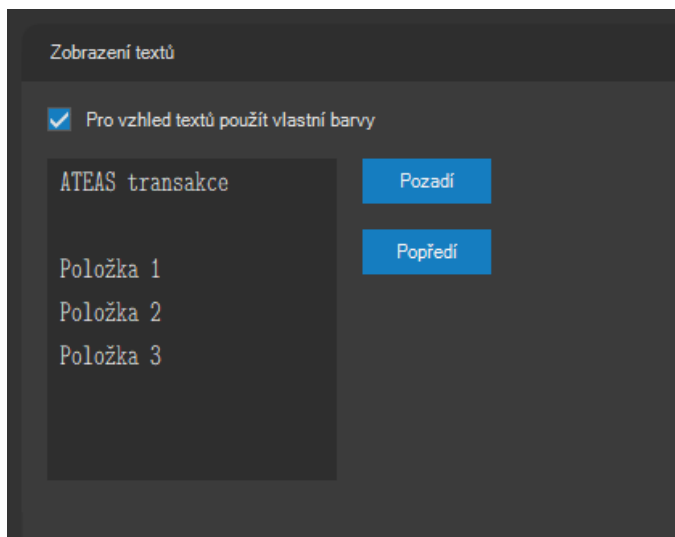 Zobrazení textů
Pro vzhled textů použít vlastní barvy
ATEAS transakce
Pozadí
Popředí
Položka 1
Položka 2
Položka 3